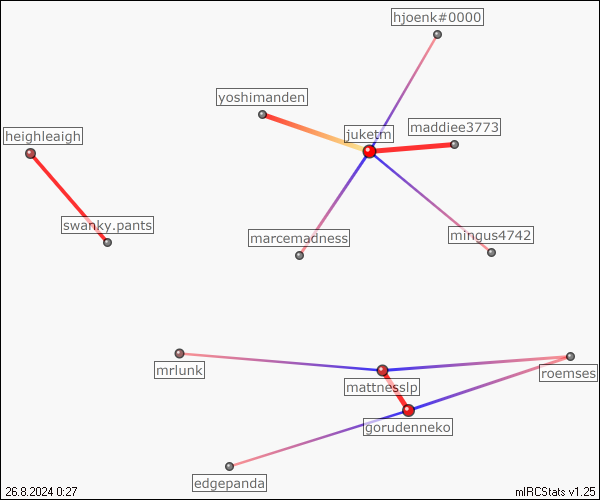 hjoenk#0000
yoshimanden
juketm
maddiee3773
heighleaigh
swanky.pants
marcemadness
mingus4742
mrlunk
roemses
mattnesslp
gorudenneko
edgepanda
26.8.2024 0:27
mIRCStats v1.25